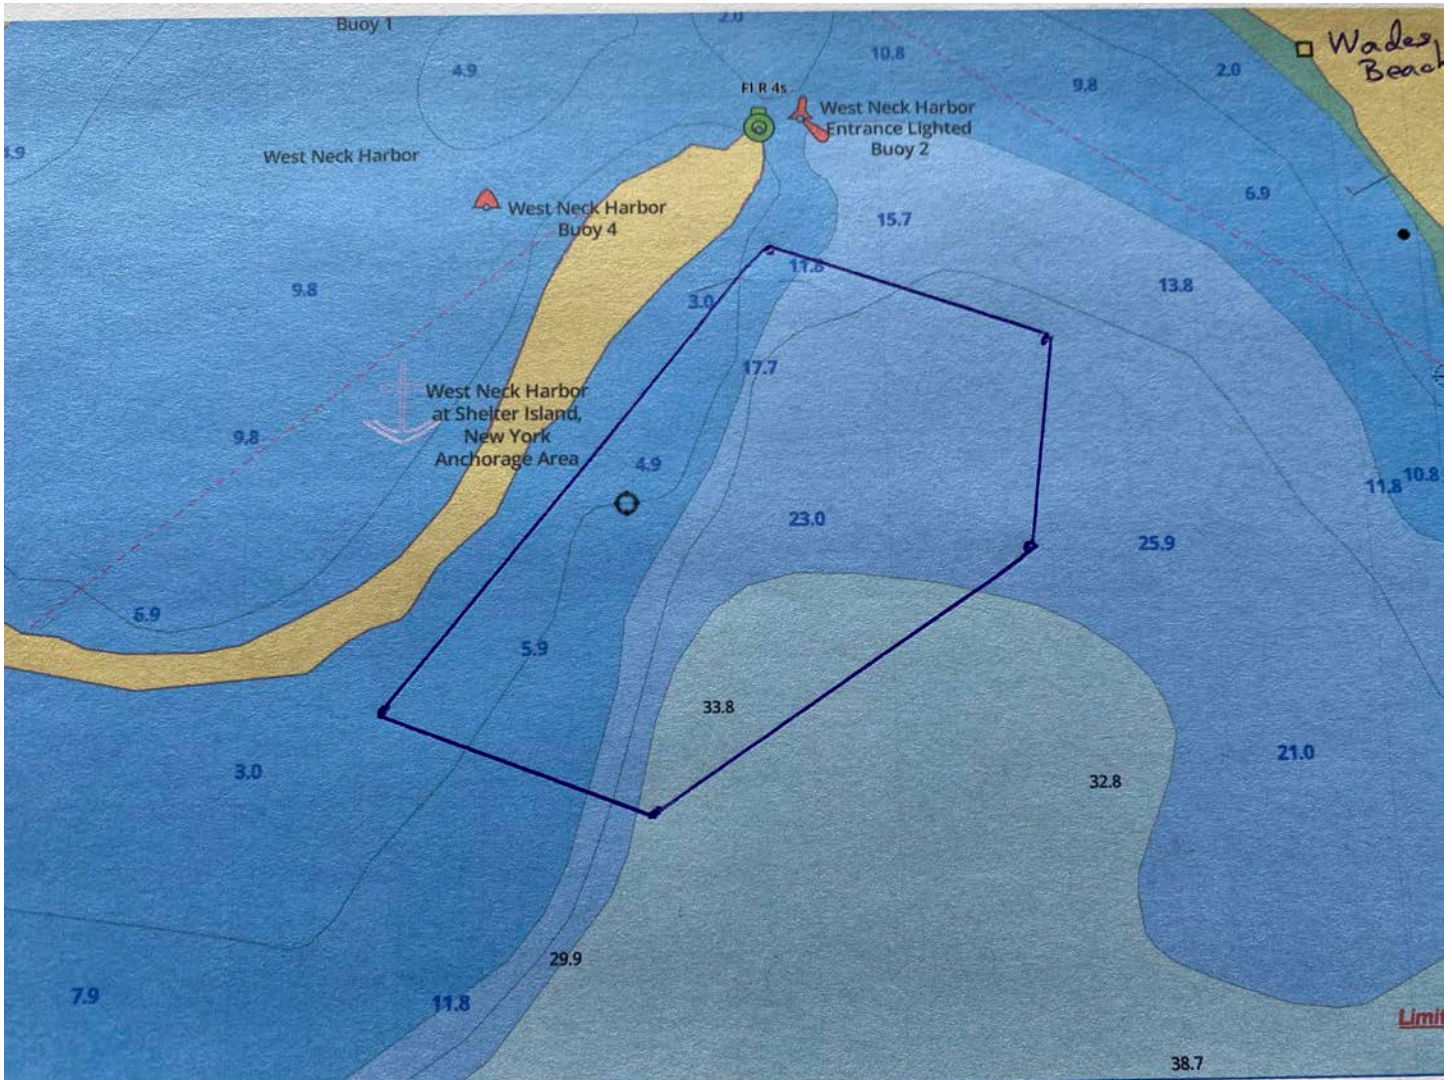 Buoy 1
2.0
4.9
10.8
9.8
2.0
Wades
Beach
Fl R 4s
West Neck Harbor
Entrance Lighted
Buoy 2
4.9
West Neck Harbor
6.9
West Neck Harbor
Buoy 4
15.7
11.8
9.8
3.0
13.8
17.7
West Neck Harbor
at Shelter Island,
New York
Anchorage Area
9.8
4.9
11.8
10.8
23.0
25.9
6.9
5.9
33.8
3.0
32.8
21.0
29.9
7.9
11.8
Limit
38.7